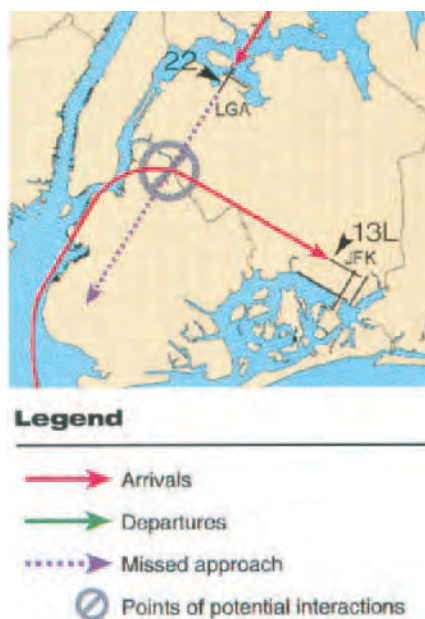 22
LGA
13L
JFK
Legend
Arrivals
Departures
Missed approach
Points of potential interactions